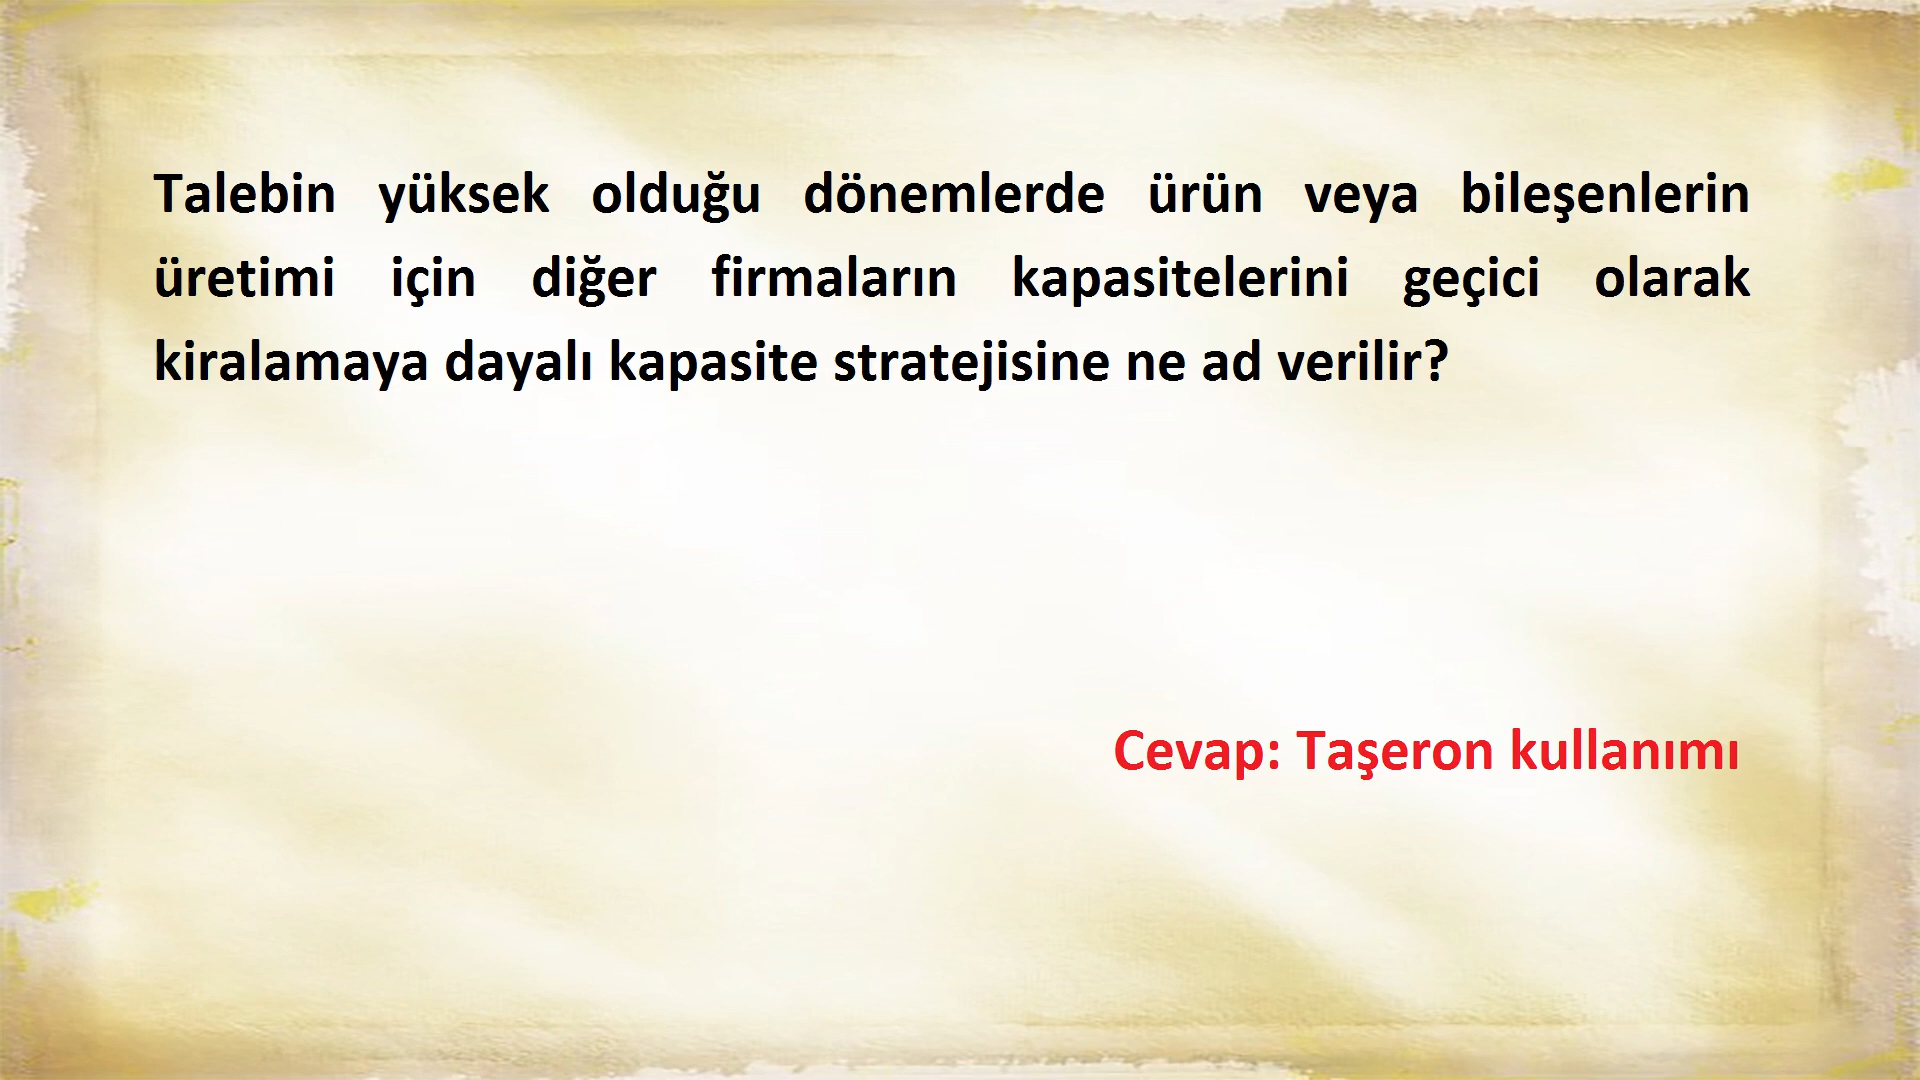 Talebin yüksek olduğu dönemlerde ürün veya bileşenlerin
üretimi için diğer firmaların kapasitelerini geçici olarak
kiralamaya dayalı kapasite stratejisine ne ad verilir?
Cevap: Taşeron kullanımı